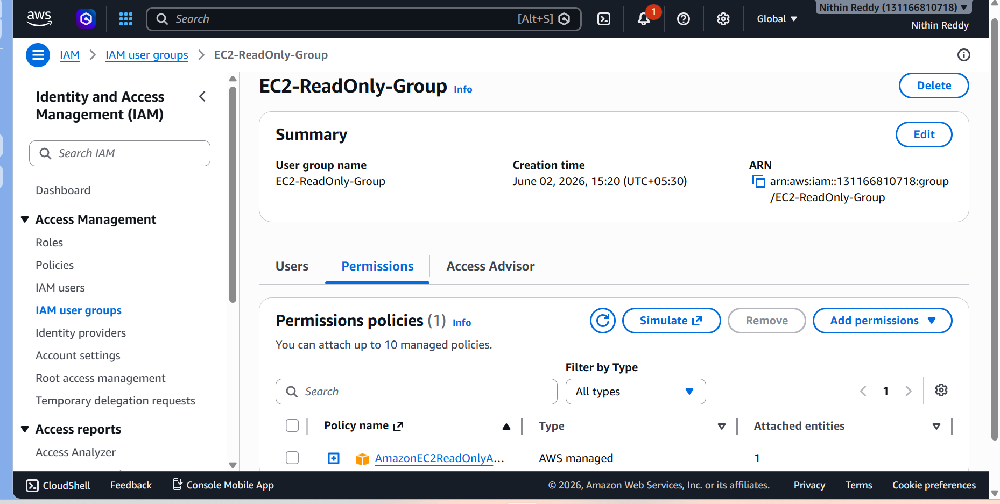 aws
Search
[Alt+S]
1
Global
Nithin Reddy (131166810718)
Nithin Reddy
IAM
IAM user groups
EC2-ReadOnly-Group
Identity and Access
Management (IAM)
Search IAM
Dashboard
Access Management
Roles
Policies
IAM users
IAM user groups
Identity providers
Account settings
Root access management
Temporary delegation requests
Access reports
Access Analyzer
EC2-ReadOnly-Group Info
Delete
Summary
Edit
User group name
EC2-ReadOnly-Group
Creation time
June 02, 2026, 15:20 (UTC+05:30)
ARN
arn:aws:iam::131166810718:group
/EC2-ReadOnly-Group
Users
Permissions
Access Advisor
Permissions policies (1) Info
Simulate
Remove
Add permissions
You can attach up to 10 managed policies.
Filter by Type
Search
All types
1
Policy name
Type
Attached entities
AmazonEC2ReadOnlyA...
AWS managed
1
CloudShell
Feedback
Console Mobile App
© 2026, Amazon Web Services, Inc. or its affiliates.
Privacy
Terms
Cookie preferences